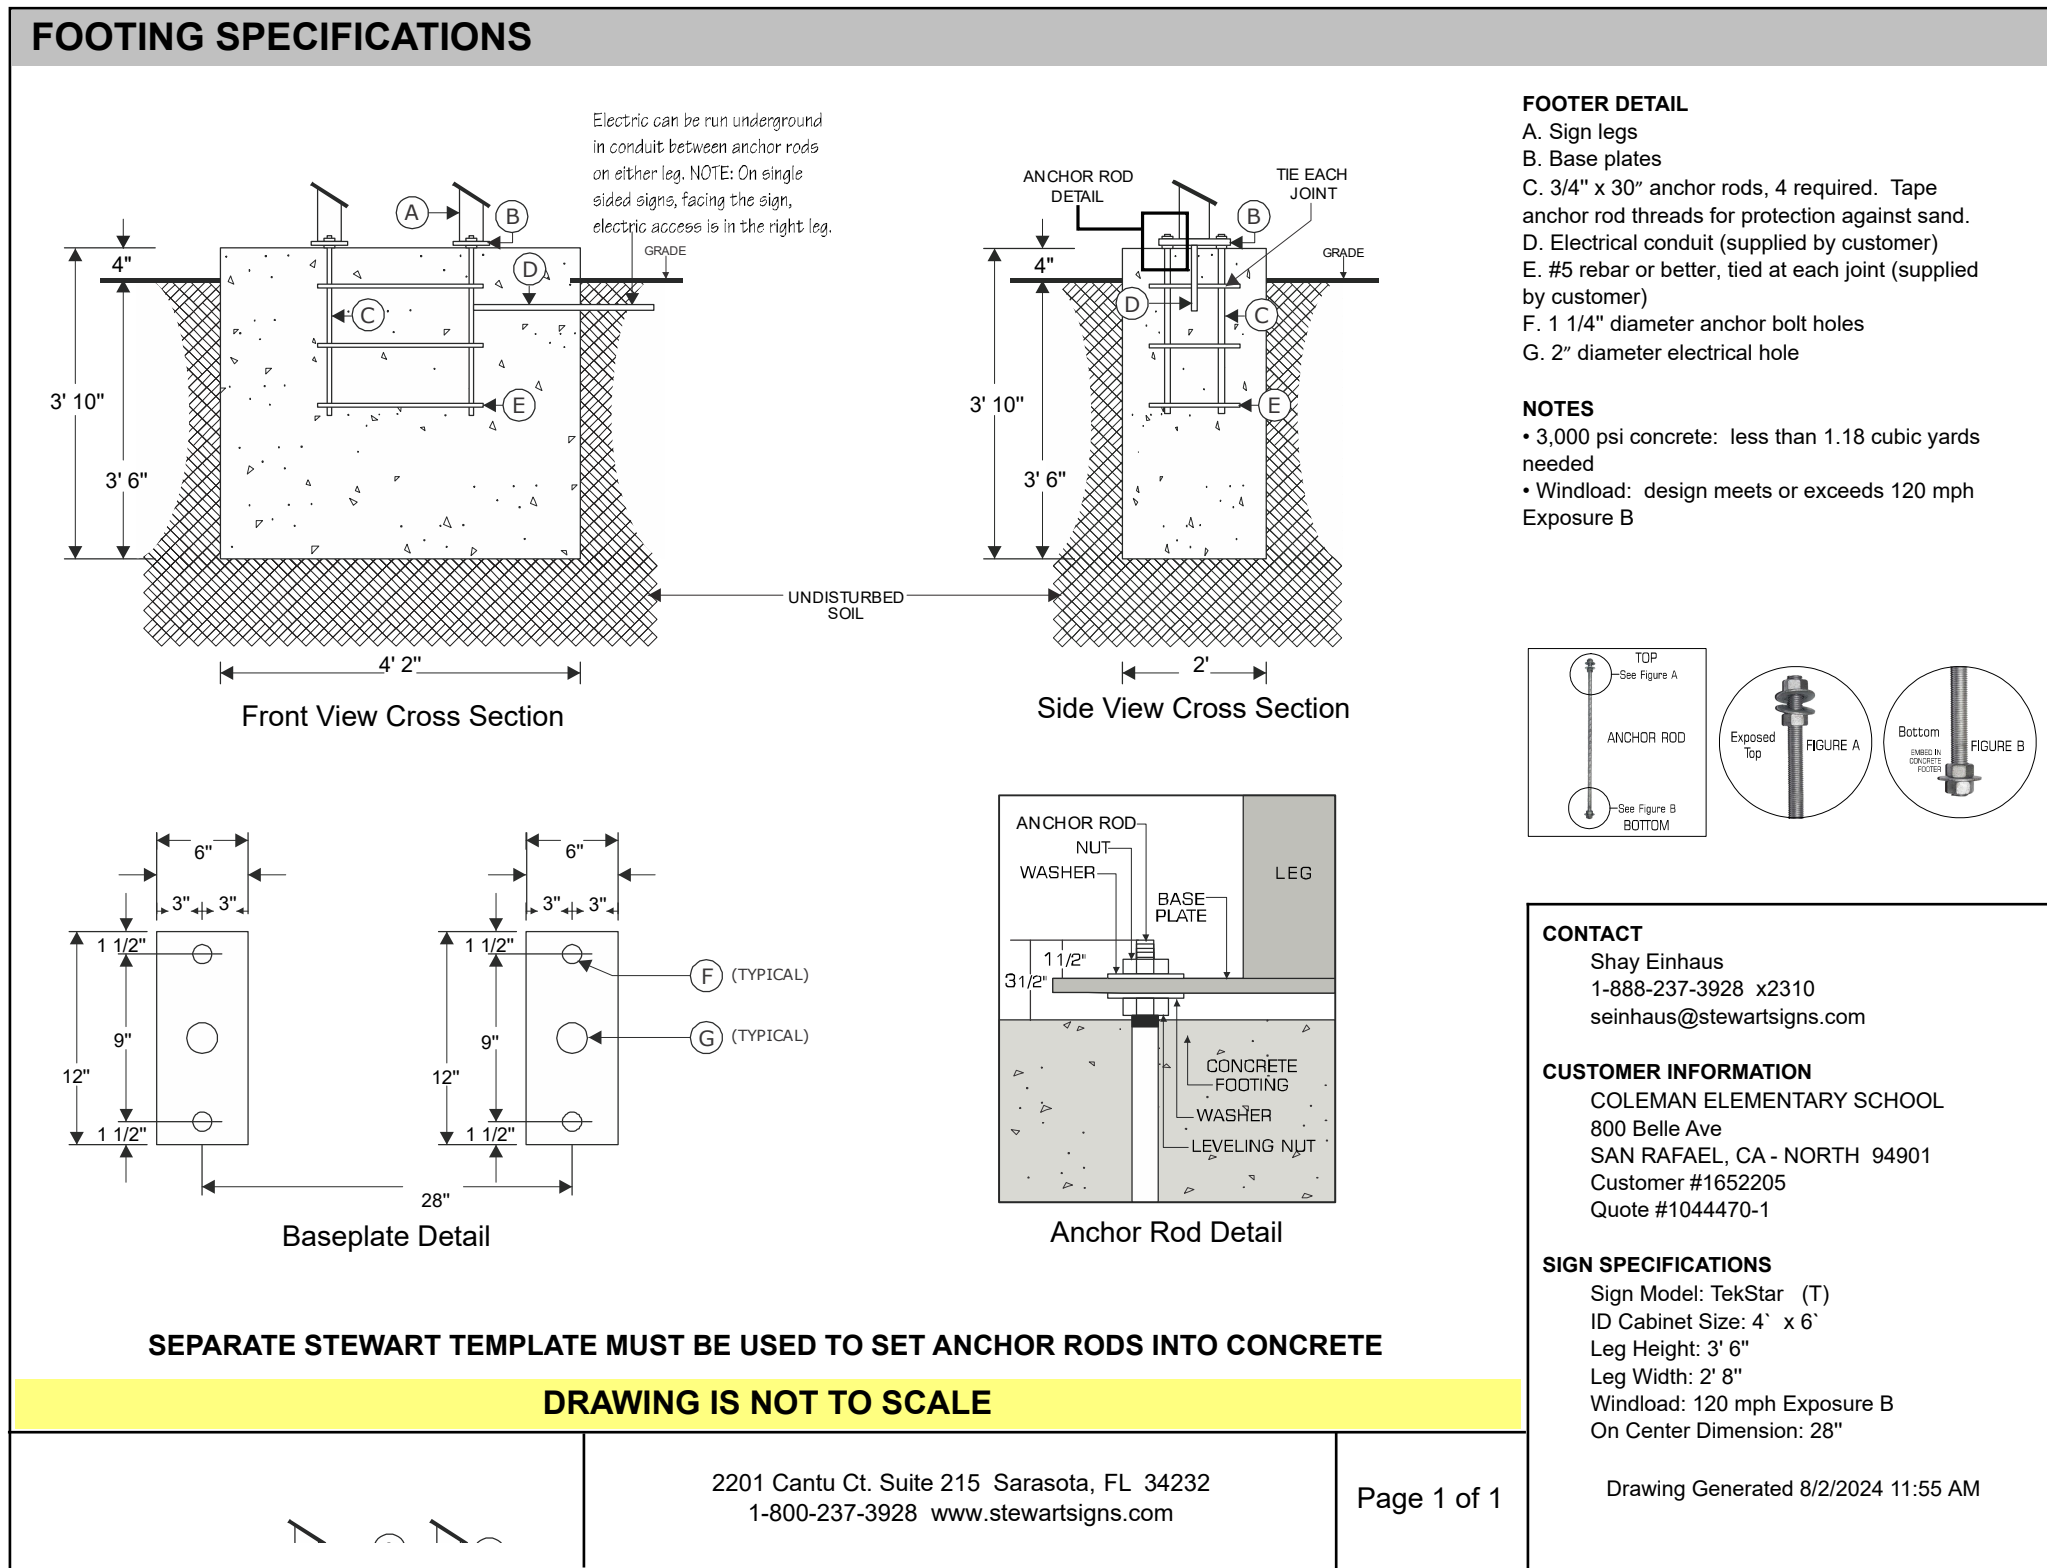 FOOTING SPECIFICATIONS
Electric can be run underground
in conduit between anchor rods
on either leg. NOTE: On single
sided signs, facing the sign,
electric access is in the right leg.
A
B
GRADE
4"
D
C
3' 10"
3' 6"
E
4' 2"
Front View Cross Section
UNDISTURBED
SOIL
ANCHOR ROD
DETAIL
TIE EACH
JOINT
B
GRADE
4"
D
C
3' 10"
3' 6"
E
2'
Side View Cross Section
FOOTER DETAIL
A. Sign legs
B. Base plates
C. 3/4" x 30" anchor rods, 4 required.  Tape
anchor rod threads for protection against sand.
D. Electrical conduit (supplied by customer)
E. #5 rebar or better, tied at each joint (supplied
by customer)
F. 1 1/4" diameter anchor bolt holes
G. 2" diameter electrical hole
NOTES
• 3,000 psi concrete:  less than 1.18 cubic yards
needed
• Windload:  design meets or exceeds 120 mph
Exposure B
TOP
See Figure A
ANCHOR ROD
See Figure B
BOTTOM
Exposed
Top
FIGURE A
Bottom
EMBED IN
CONCRETE
FOOTER
FIGURE B
6"
3" 3"
1 1/2"
9"
12"
1 1/2"
6"
3" 3"
1 1/2"
9"
12"
1 1/2"
F (TYPICAL)
G (TYPICAL)
28"
Baseplate Detail
ANCHOR ROD
NUT
WASHER
BASE
PLATE
LEG
1 1/2"
3 1/2"
CONCRETE
FOOTING
WASHER
LEVELING NUT
Anchor Rod Detail
SEPARATE STEWART TEMPLATE MUST BE USED TO SET ANCHOR RODS INTO CONCRETE
DRAWING IS NOT TO SCALE
2201 Cantu Ct. Suite 215  Sarasota, FL  34232
1-800-237-3928  www.stewartsigns.com
Page 1 of 1
CONTACT
Shay Einhaus
1-888-237-3928  x2310
seinhaus@stewartsigns.com
CUSTOMER INFORMATION
COLEMAN ELEMENTARY SCHOOL
800 Belle Ave
SAN RAFAEL, CA - NORTH  94901
Customer #1652205
Quote #1044470-1
SIGN SPECIFICATIONS
Sign Model: TekStar   (T)
ID Cabinet Size: 4`  x 6`
Leg Height: 3' 6"
Leg Width: 2' 8"
Windload: 120 mph Exposure B
On Center Dimension: 28"
Drawing Generated 8/2/2024 11:55 AM